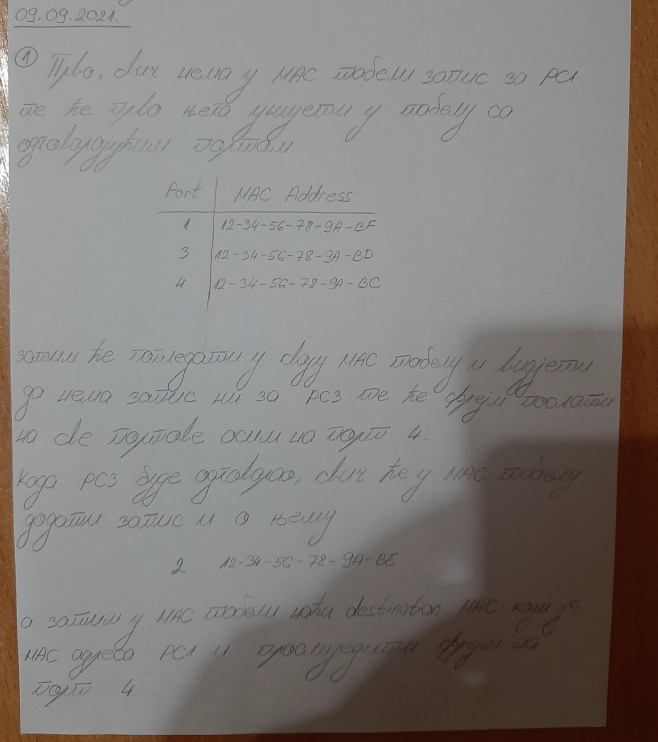 09.09.2021.
① Прво, свич нема у MAC табели запис за PC1
те ће прво њега унијети у табелу са
одговарајућим портом
Port MAC Address
1 12-34-56-78-9A-BF
3 12-34-56-78-9A-BD
4 12-34-56-78-9A-BC
затим ће погледати у своју MAC табелу и видјети
да нема запис ни за PC3 те ће фрејм послати
на све портове осим на порт 4.
Када PC3 буде одговарао, свич ће у MAC табелу
додати запис и о њему
2 12-34-56-78-9A-BE
а затим у MAC табели наћи destination MAC који је
MAC адреса PC1 и прослиједити фрејм на
порт 4.